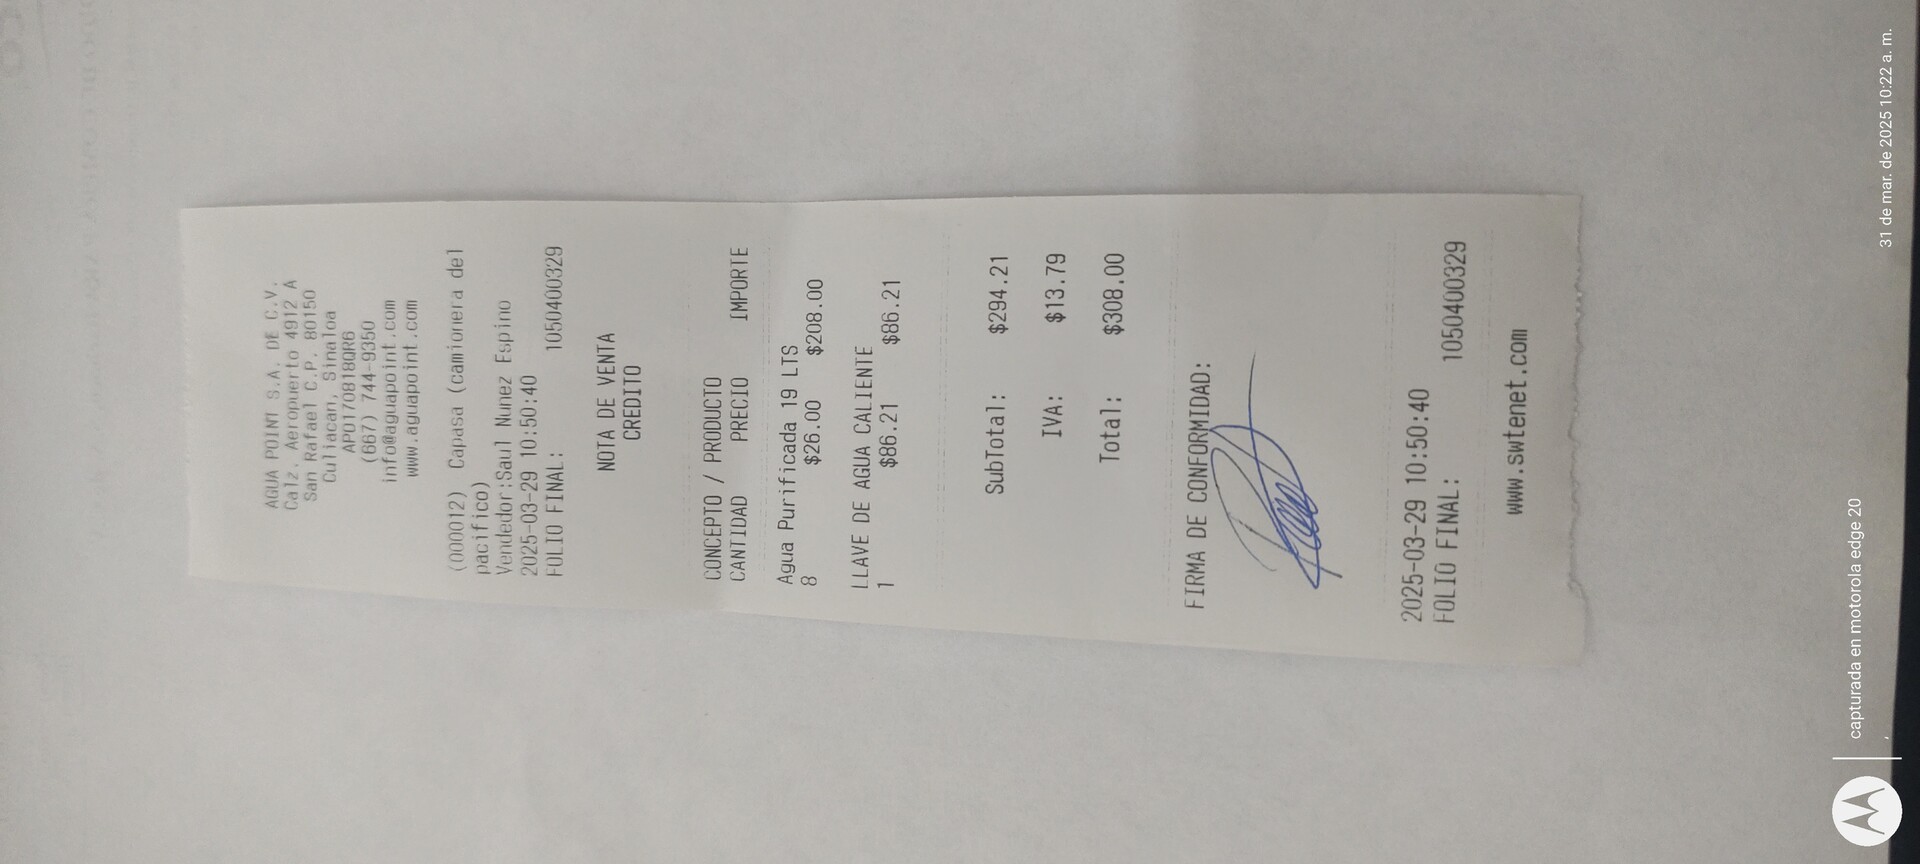 AGUA POINT S.A. DE C.V.
Calz. Aeropuerto 4912 A
San Rafael C.P. 80150
Culiacan, Sinaloa
APO170818QR6
(667) 744-9350
info@aguapoint.com
www.aguapoint.com
(000012) Capasa (camionera del
pacifico)
Vendedor:Saul Nunez Espino
2025-03-29 10:50:40
FOLIO FINAL: 1050400329
NOTA DE VENTA
CREDITO
CONCEPTO / PRODUCTO
CANTIDAD PRECIO IMPORTE
Agua Purificada 19 LTS
8 $26.00 $208.00
LLAVE DE AGUA CALIENTE
1 $86.21 $86.21
SubTotal: $294.21
IVA: $13.79
Total: $308.00
FIRMA DE CONFORMIDAD:
2025-03-29 10:50:40
FOLIO FINAL: 1050400329
www.swtenet.com
capturada en motorola edge 20
31 de mar. de 2025 10:22 a. m.